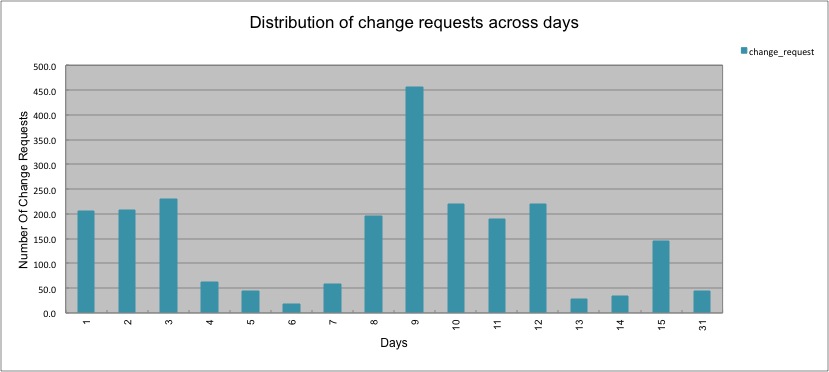 Distribution of change requests across days
change_request
Number Of Change Requests
500.0
450.0
400.0
350.0
300.0
250.0
200.0
150.0
100.0
50.0
0.0
1 2 3 4 5 6 7 8 9 10 11 12 13 14 15 31
Days